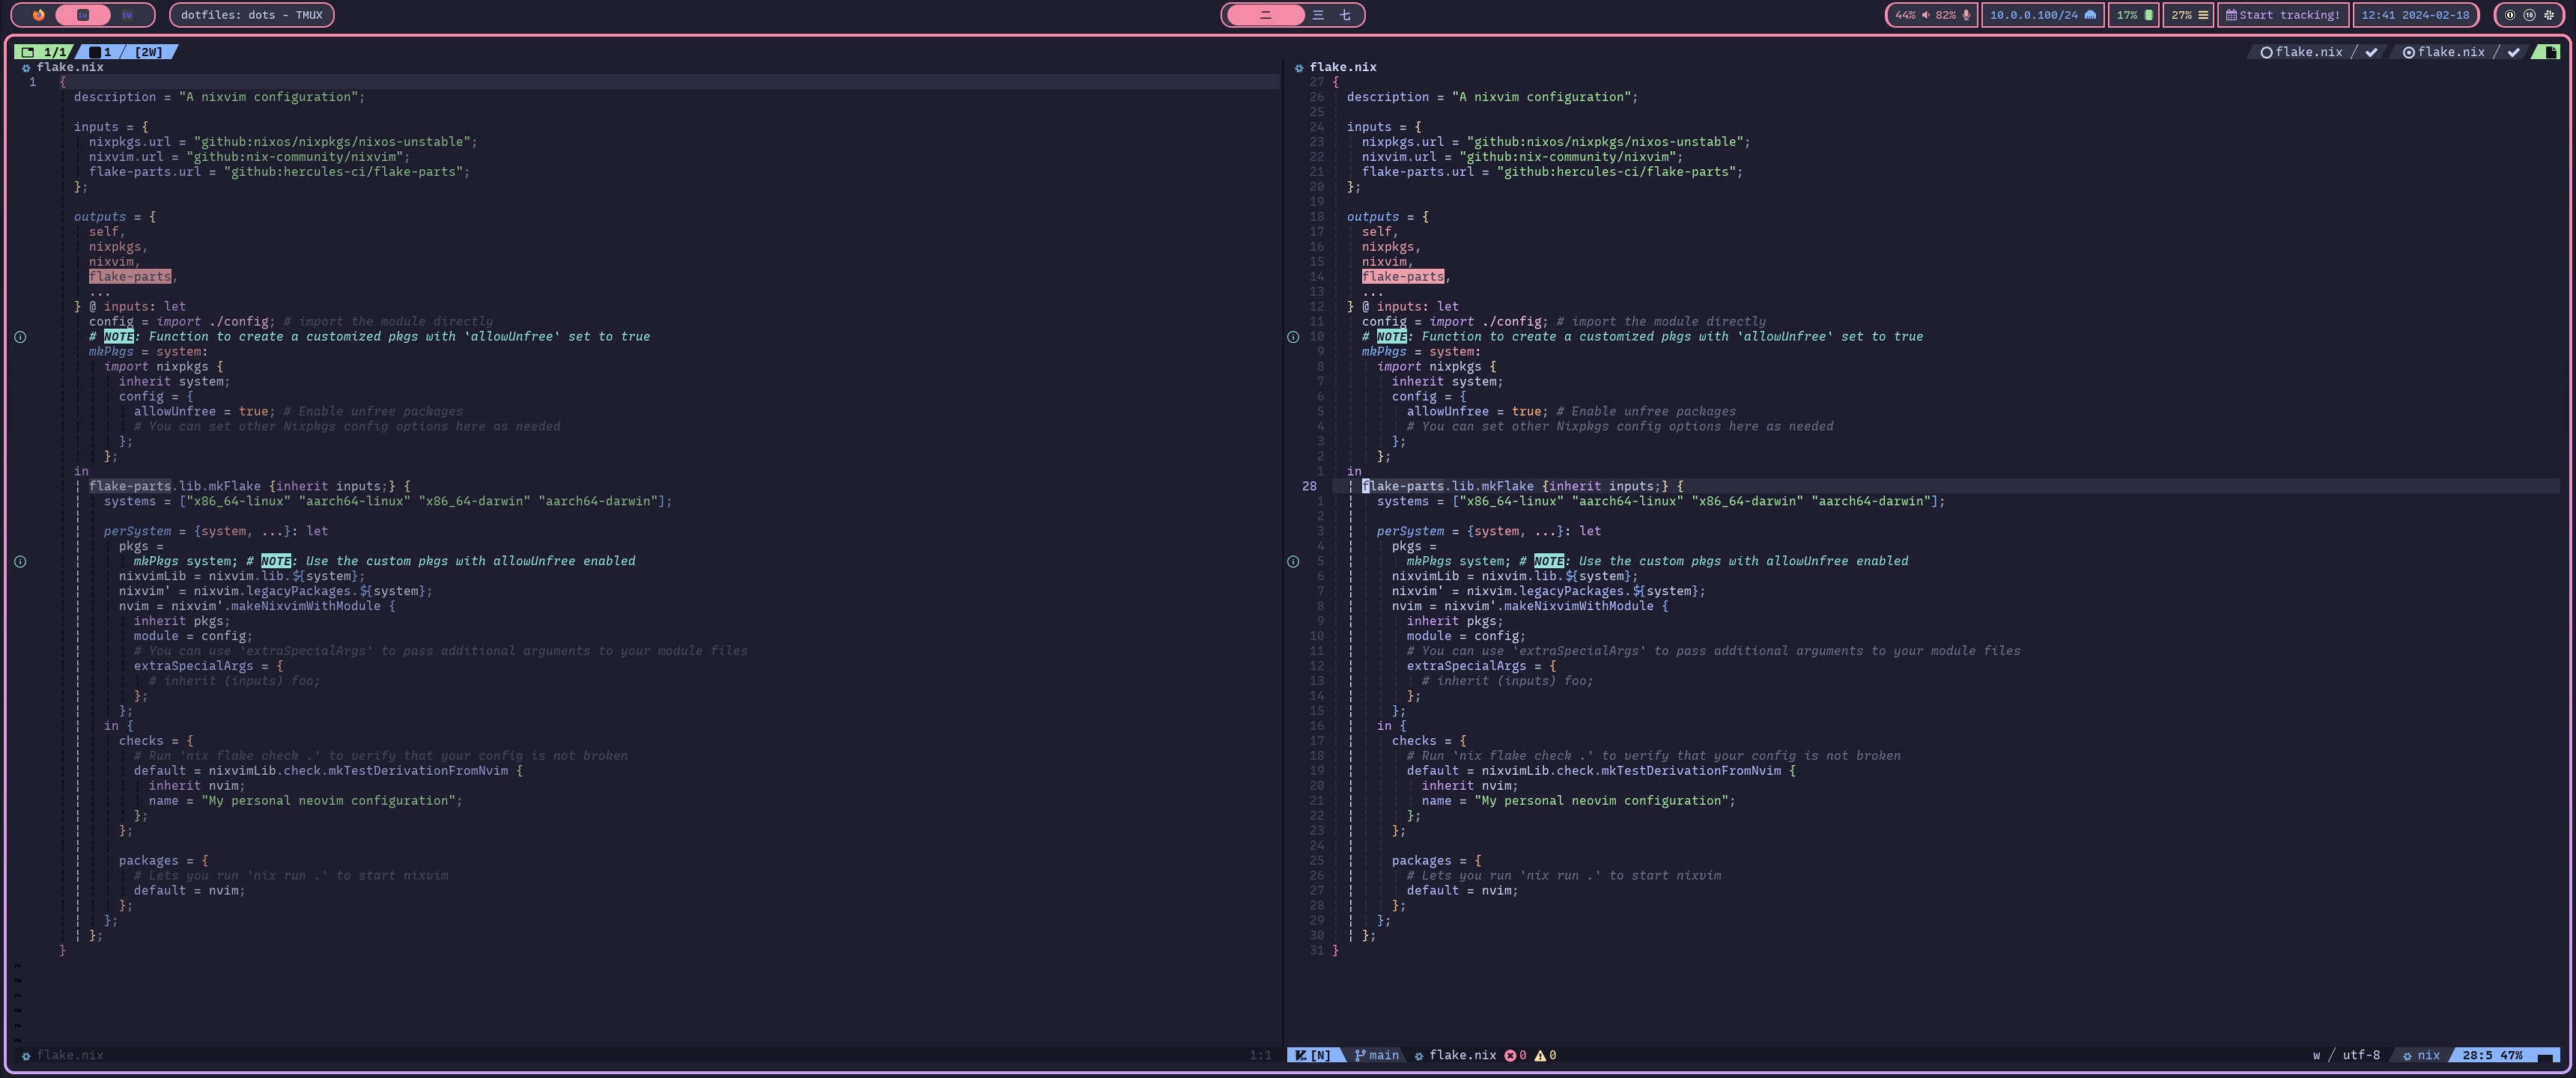 dotfiles: dots - TMUX
二 三 七
44% 82%
10.0.0.100/24
17%
27%
Start tracking!
12:41 2024-02-18
1/1 1 [2W]
flake.nix / flake.nix /
flake.nix
1 {
description = "A nixvim configuration";
inputs = {
nixpkgs.url = "github:nixos/nixpkgs/nixos-unstable";
nixvim.url = "github:nix-community/nixvim";
flake-parts.url = "github:hercules-ci/flake-parts";
};
outputs = {
self,
nixpkgs,
nixvim,
flake-parts,
...
} @ inputs: let
config = import ./config; # import the module directly
# NOTE: Function to create a customized pkgs with `allowUnfree` set to true
mkPkgs = system:
import nixpkgs {
inherit system;
config = {
allowUnfree = true; # Enable unfree packages
# You can set other Nixpkgs config options here as needed
};
};
in
flake-parts.lib.mkFlake {inherit inputs;} {
systems = ["x86_64-linux" "aarch64-linux" "x86_64-darwin" "aarch64-darwin"];
perSystem = {system, ...}: let
pkgs =
mkPkgs system; # NOTE: Use the custom pkgs with allowUnfree enabled
nixvimLib = nixvim.lib.${system};
nixvim' = nixvim.legacyPackages.${system};
nvim = nixvim'.makeNixvimWithModule {
inherit pkgs;
module = config;
# You can use `extraSpecialArgs` to pass additional arguments to your module files
extraSpecialArgs = {
# inherit (inputs) foo;
};
};
in {
checks = {
# Run `nix flake check .` to verify that your config is not broken
default = nixvimLib.check.mkTestDerivationFromNvim {
inherit nvim;
name = "My personal neovim configuration";
};
};
packages = {
# Lets you run `nix run .` to start nixvim
default = nvim;
};
};
};
}
~
~
~
~
~
~
flake.nix 1:1
flake.nix
27 {
26 description = "A nixvim configuration";
25
24 inputs = {
23 nixpkgs.url = "github:nixos/nixpkgs/nixos-unstable";
22 nixvim.url = "github:nix-community/nixvim";
21 flake-parts.url = "github:hercules-ci/flake-parts";
20 };
19
18 outputs = {
17 self,
16 nixpkgs,
15 nixvim,
14 flake-parts,
13 ...
12 } @ inputs: let
11 config = import ./config; # import the module directly
10 # NOTE: Function to create a customized pkgs with `allowUnfree` set to true
9 mkPkgs = system:
8 import nixpkgs {
7 inherit system;
6 config = {
5 allowUnfree = true; # Enable unfree packages
4 # You can set other Nixpkgs config options here as needed
3 };
2 };
1 in
28 flake-parts.lib.mkFlake {inherit inputs;} {
1 systems = ["x86_64-linux" "aarch64-linux" "x86_64-darwin" "aarch64-darwin"];
2
3 perSystem = {system, ...}: let
4 pkgs =
5 mkPkgs system; # NOTE: Use the custom pkgs with allowUnfree enabled
6 nixvimLib = nixvim.lib.${system};
7 nixvim' = nixvim.legacyPackages.${system};
8 nvim = nixvim'.makeNixvimWithModule {
9 inherit pkgs;
10 module = config;
11 # You can use `extraSpecialArgs` to pass additional arguments to your module files
12 extraSpecialArgs = {
13 # inherit (inputs) foo;
14 };
15 };
16 in {
17 checks = {
18 # Run `nix flake check .` to verify that your config is not broken
19 default = nixvimLib.check.mkTestDerivationFromNvim {
20 inherit nvim;
21 name = "My personal neovim configuration";
22 };
23 };
24
25 packages = {
26 # Lets you run `nix run .` to start nixvim
27 default = nvim;
28 };
29 };
30 };
31 }
[N] main flake.nix 0 0 w / utf-8 nix 28:5 47%